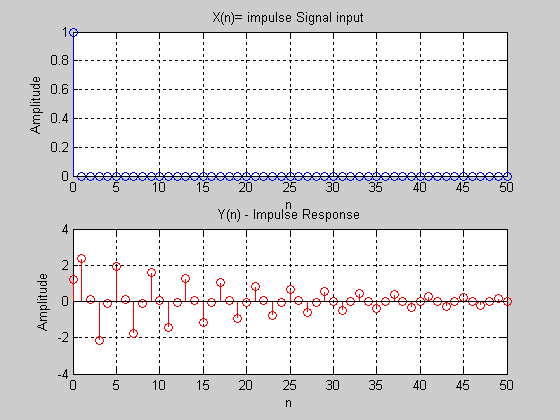 X(n)= impulse Signal input
Amplitude
1
0.8
0.6
0.4
0.2
0
0 5 10 15 20 25 30 35 40 45 50
n
Y(n) - Impulse Response
Amplitude
4
2
0
-2
-4
0 5 10 15 20 25 30 35 40 45 50
n